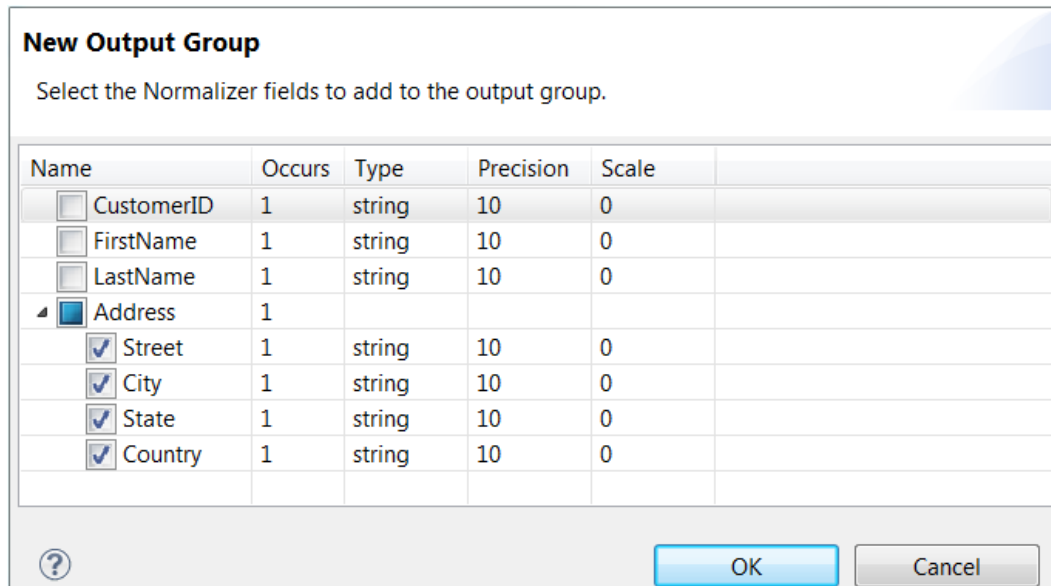 New Output Group
Select the Normalizer fields to add to the output group.
Name Occurs Type Precision Scale
CustomerID 1 string 10 0
FirstName 1 string 10 0
LastName 1 string 10 0
Address 1
Street 1 string 10 0
City 1 string 10 0
State 1 string 10 0
Country 1 string 10 0
? OK Cancel